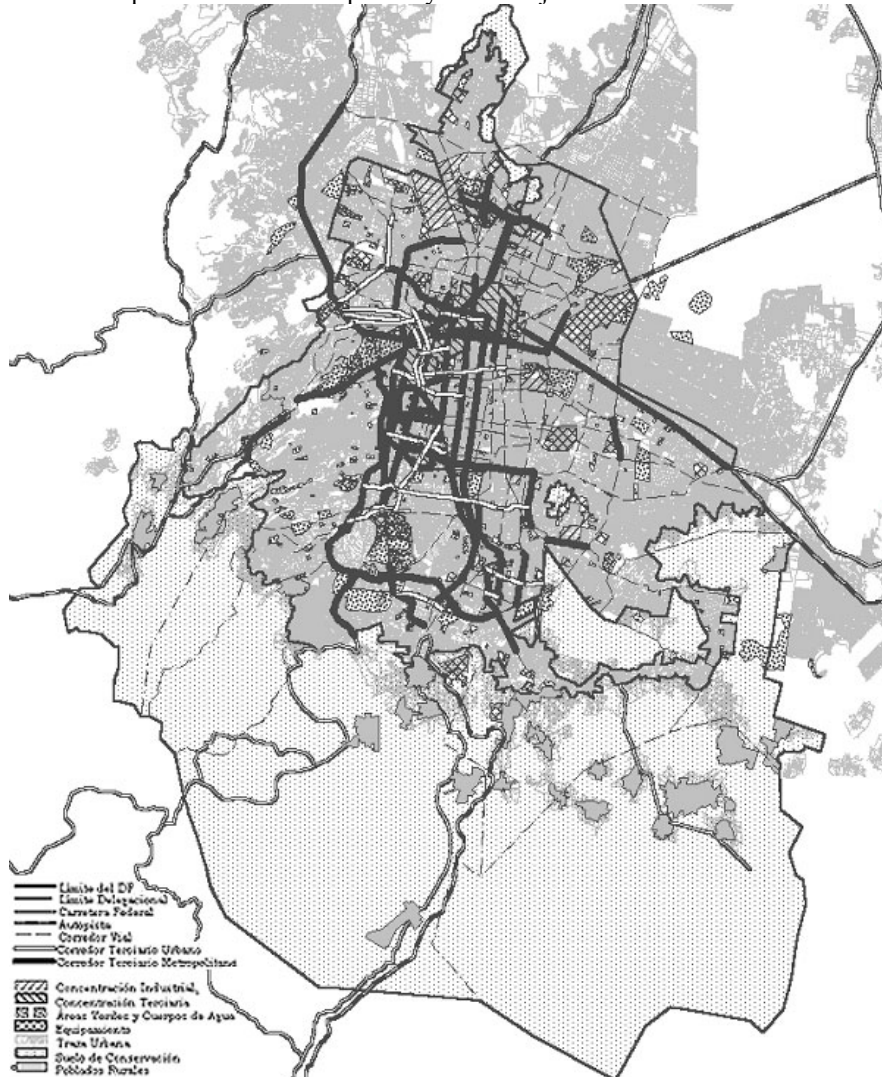 Límite del DF
Límite Delegacional
Carretera Federal
Autopista
Corredor Vial
Corredor Terciario Urbano
Corredor Terciario Metropolitano
Concentración Industrial,
Concentración Terciaria
Áreas Verdes y Cuerpos de Agua
Equipamiento
Traza Urbana
Suelo de Conservación
Poblados Rurales